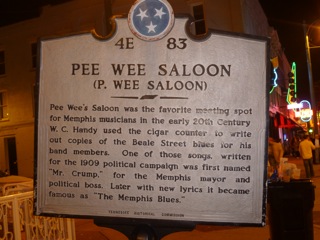 4E 83
PEE WEE SALOON
(P. WEE SALOON)
Pee Wee's Saloon was the favorite meeting spot
for Memphis musicians in the early 20th Century
W. C. Handy used the cigar counter to write
out copies of the Beale Street blues for his
band members. One of those songs, written
for the 1909 political campaign was first named
"Mr. Crump," for the Memphis mayor and
political boss. Later with new lyrics it became
famous as "The Memphis Blues."
TENNESSEE HISTORICAL COMMISSION